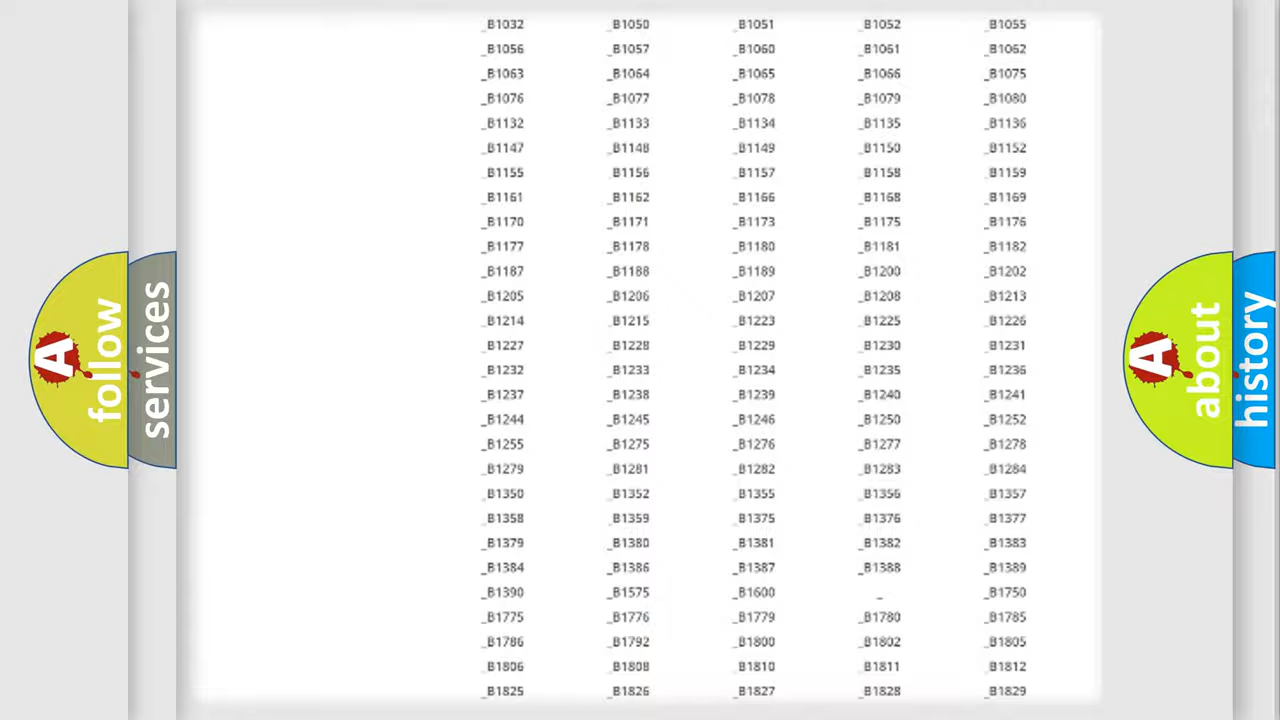 _B1032 _B1050 _B1051 _B1052 _B1055
_B1056 _B1057 _B1060 _B1061 _B1062
_B1063 _B1064 _B1065 _B1066 _B1075
_B1076 _B1077 _B1078 _B1079 _B1080
_B1132 _B1133 _B1134 _B1135 _B1136
_B1147 _B1148 _B1149 _B1150 _B1152
_B1155 _B1156 _B1157 _B1158 _B1159
_B1161 _B1162 _B1166 _B1168 _B1169
_B1170 _B1171 _B1173 _B1175 _B1176
_B1177 _B1178 _B1180 _B1181 _B1182
_B1187 _B1188 _B1189 _B1200 _B1202
_B1205 _B1206 _B1207 _B1208 _B1213
_B1214 _B1215 _B1223 _B1225 _B1226
_B1227 _B1228 _B1229 _B1230 _B1231
_B1232 _B1233 _B1234 _B1235 _B1236
_B1237 _B1238 _B1239 _B1240 _B1241
_B1244 _B1245 _B1246 _B1250 _B1252
_B1255 _B1275 _B1276 _B1277 _B1278
_B1279 _B1281 _B1282 _B1283 _B1284
_B1350 _B1352 _B1355 _B1356 _B1357
_B1358 _B1359 _B1375 _B1376 _B1377
_B1379 _B1380 _B1381 _B1382 _B1383
_B1384 _B1386 _B1387 _B1388 _B1389
_B1390 _B1575 _B1600 _ _B1750
_B1775 _B1776 _B1779 _B1780 _B1785
_B1786 _B1792 _B1800 _B1802 _B1805
_B1806 _B1808 _B1810 _B1811 _B1812
_B1825 _B1826 _B1827 _B1828 _B1829
A
follow
services
A
about
history